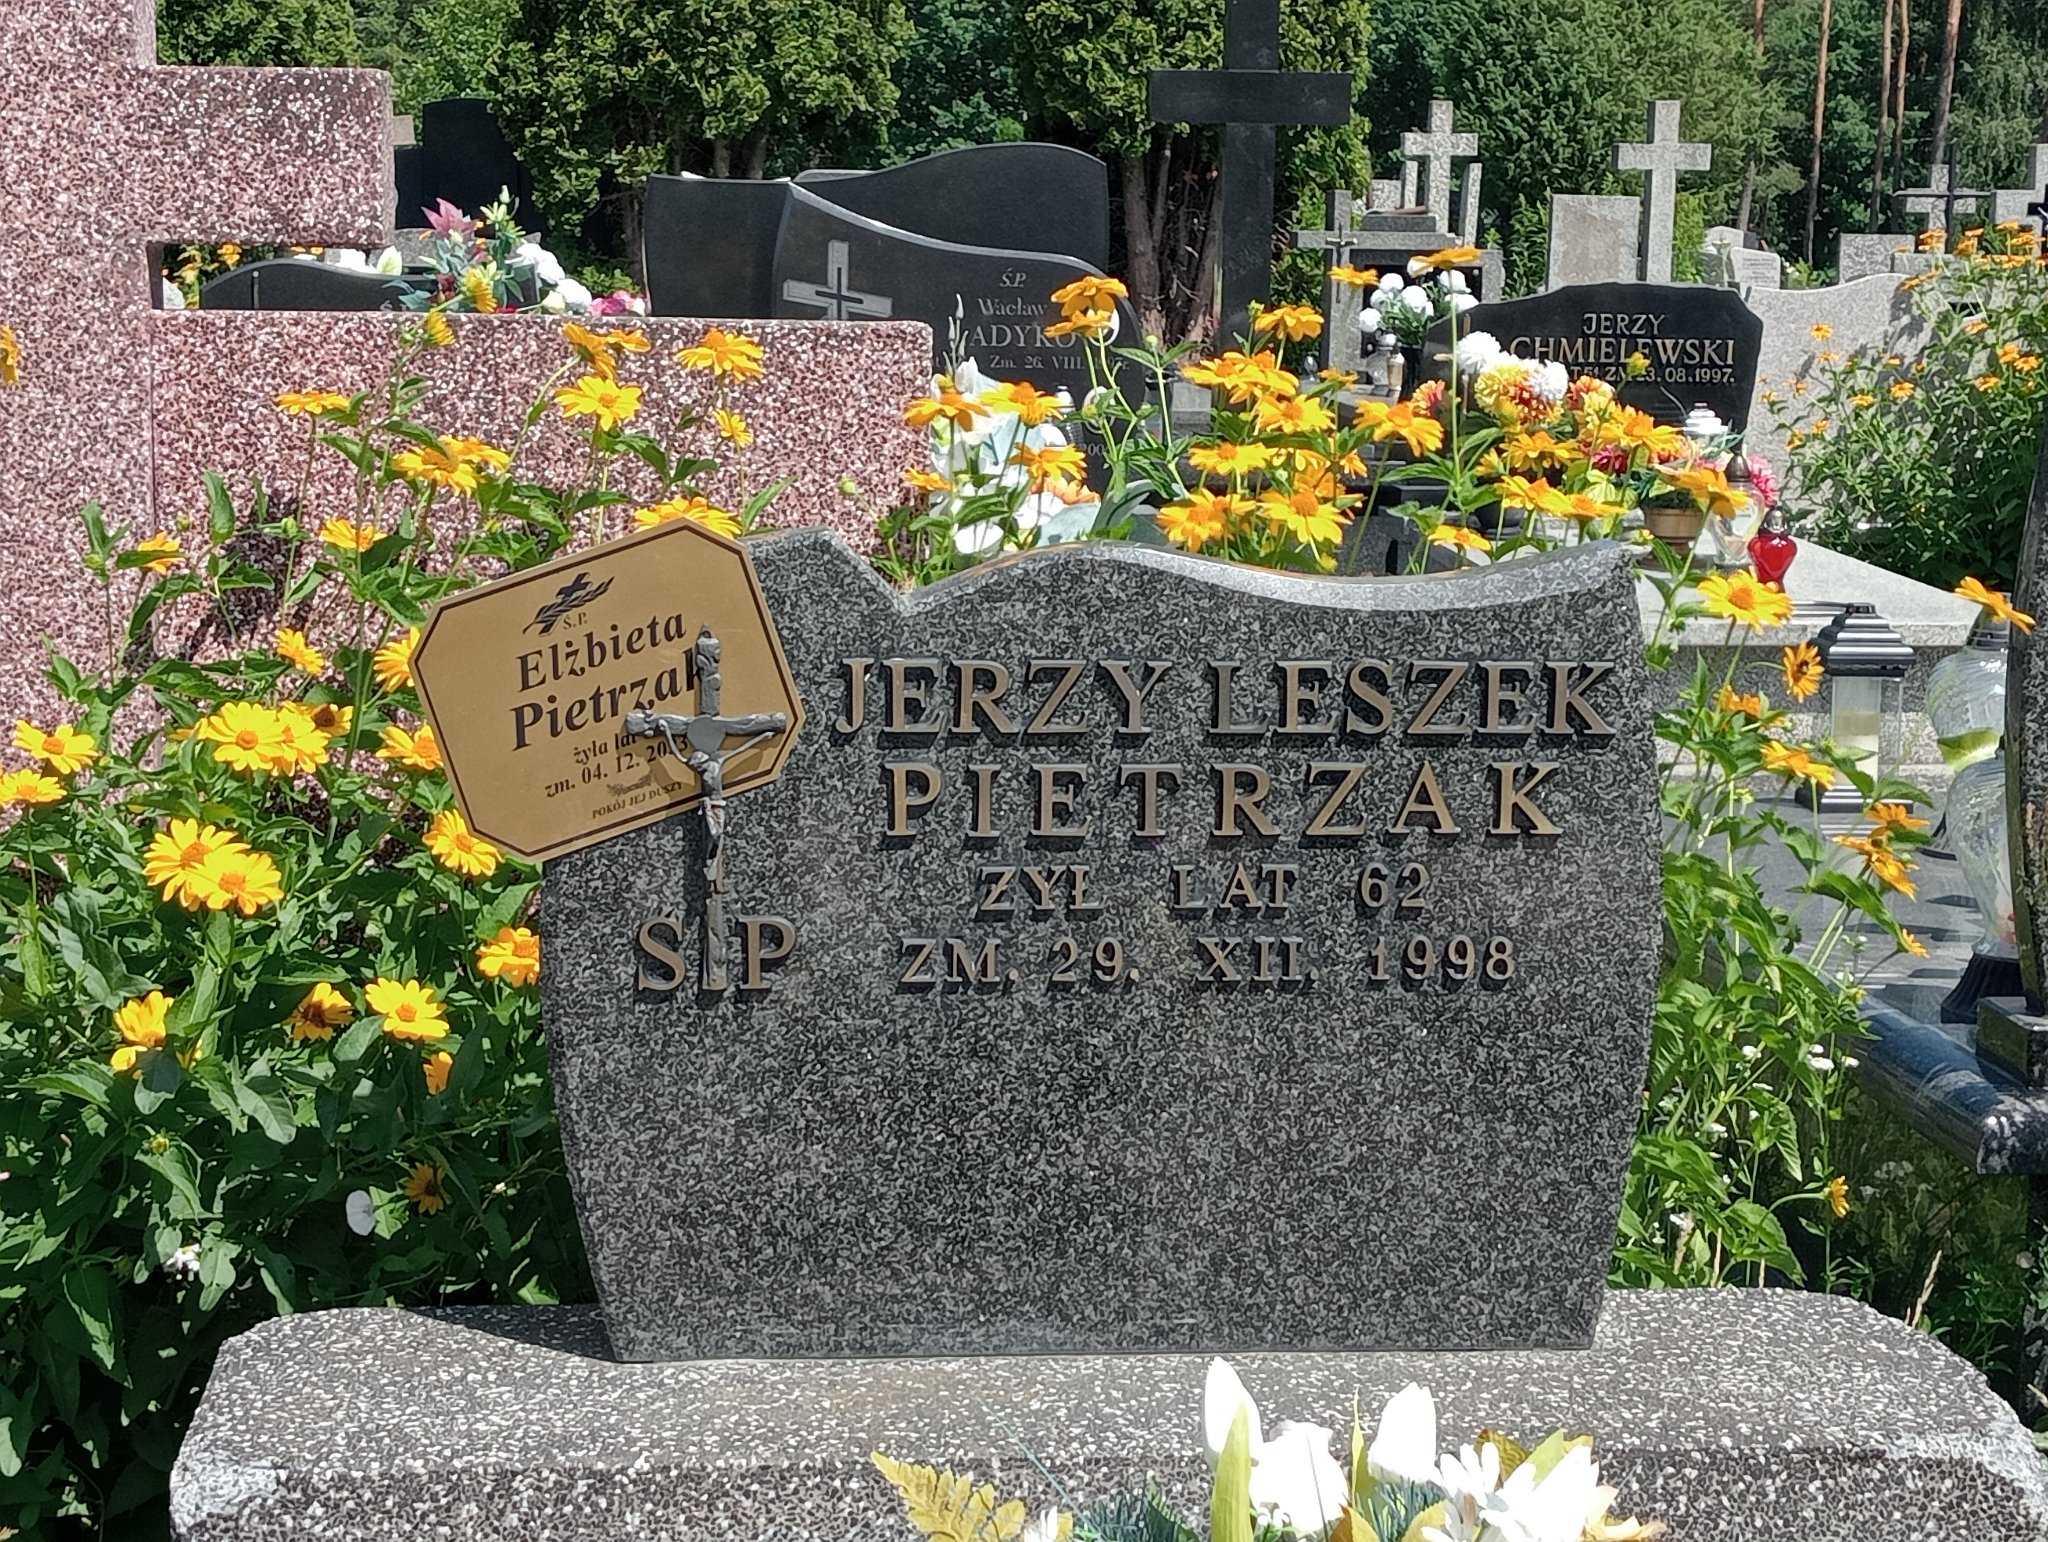 Ś.P.
Wacław
Zm. 26. VIII.
JERZY
CHMIELEWSKI
ZM 23.08.1997.
Ś.P.
Elżbieta
Pietrzak
żyła lat
zm. 04. 12.
POKÓJ JEJ DUSZY
JERZY LESZEK
PIETRZAK
ŻYŁ LAT 62
ZM. 29. XII. 1998
Ś P